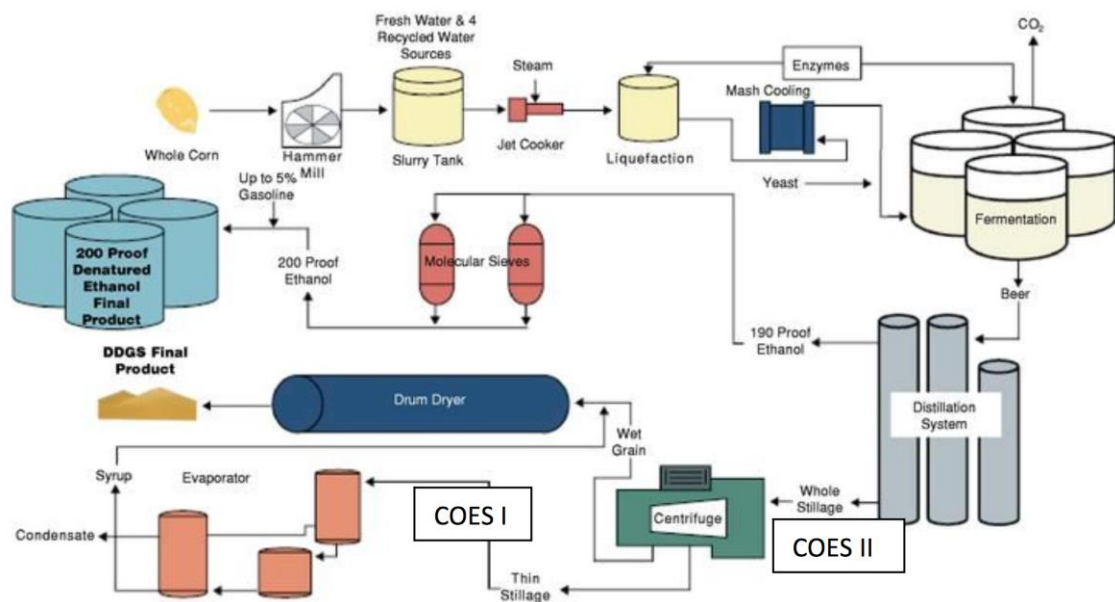 Fresh Water & 4
Recycled Water
Sources
Steam
Enzymes
CO2
Mash Cooling
Whole Corn
Hammer
Mill
Slurry Tank
Jet Cooker
Liquefaction
Yeast
Fermentation
Up to 5%
Gasoline
200 Proof
Denatured
Ethanol
Final
Product
200 Proof
Ethanol
Molecular Sieves
Beer
190 Proof
Ethanol
DDGS Final
Product
Drum Dryer
Distillation
System
Wet
Grain
Syrup
Evaporator
COES I
Centrifuge
Whole
Stillage
COES II
Condensate
Thin
Stillage